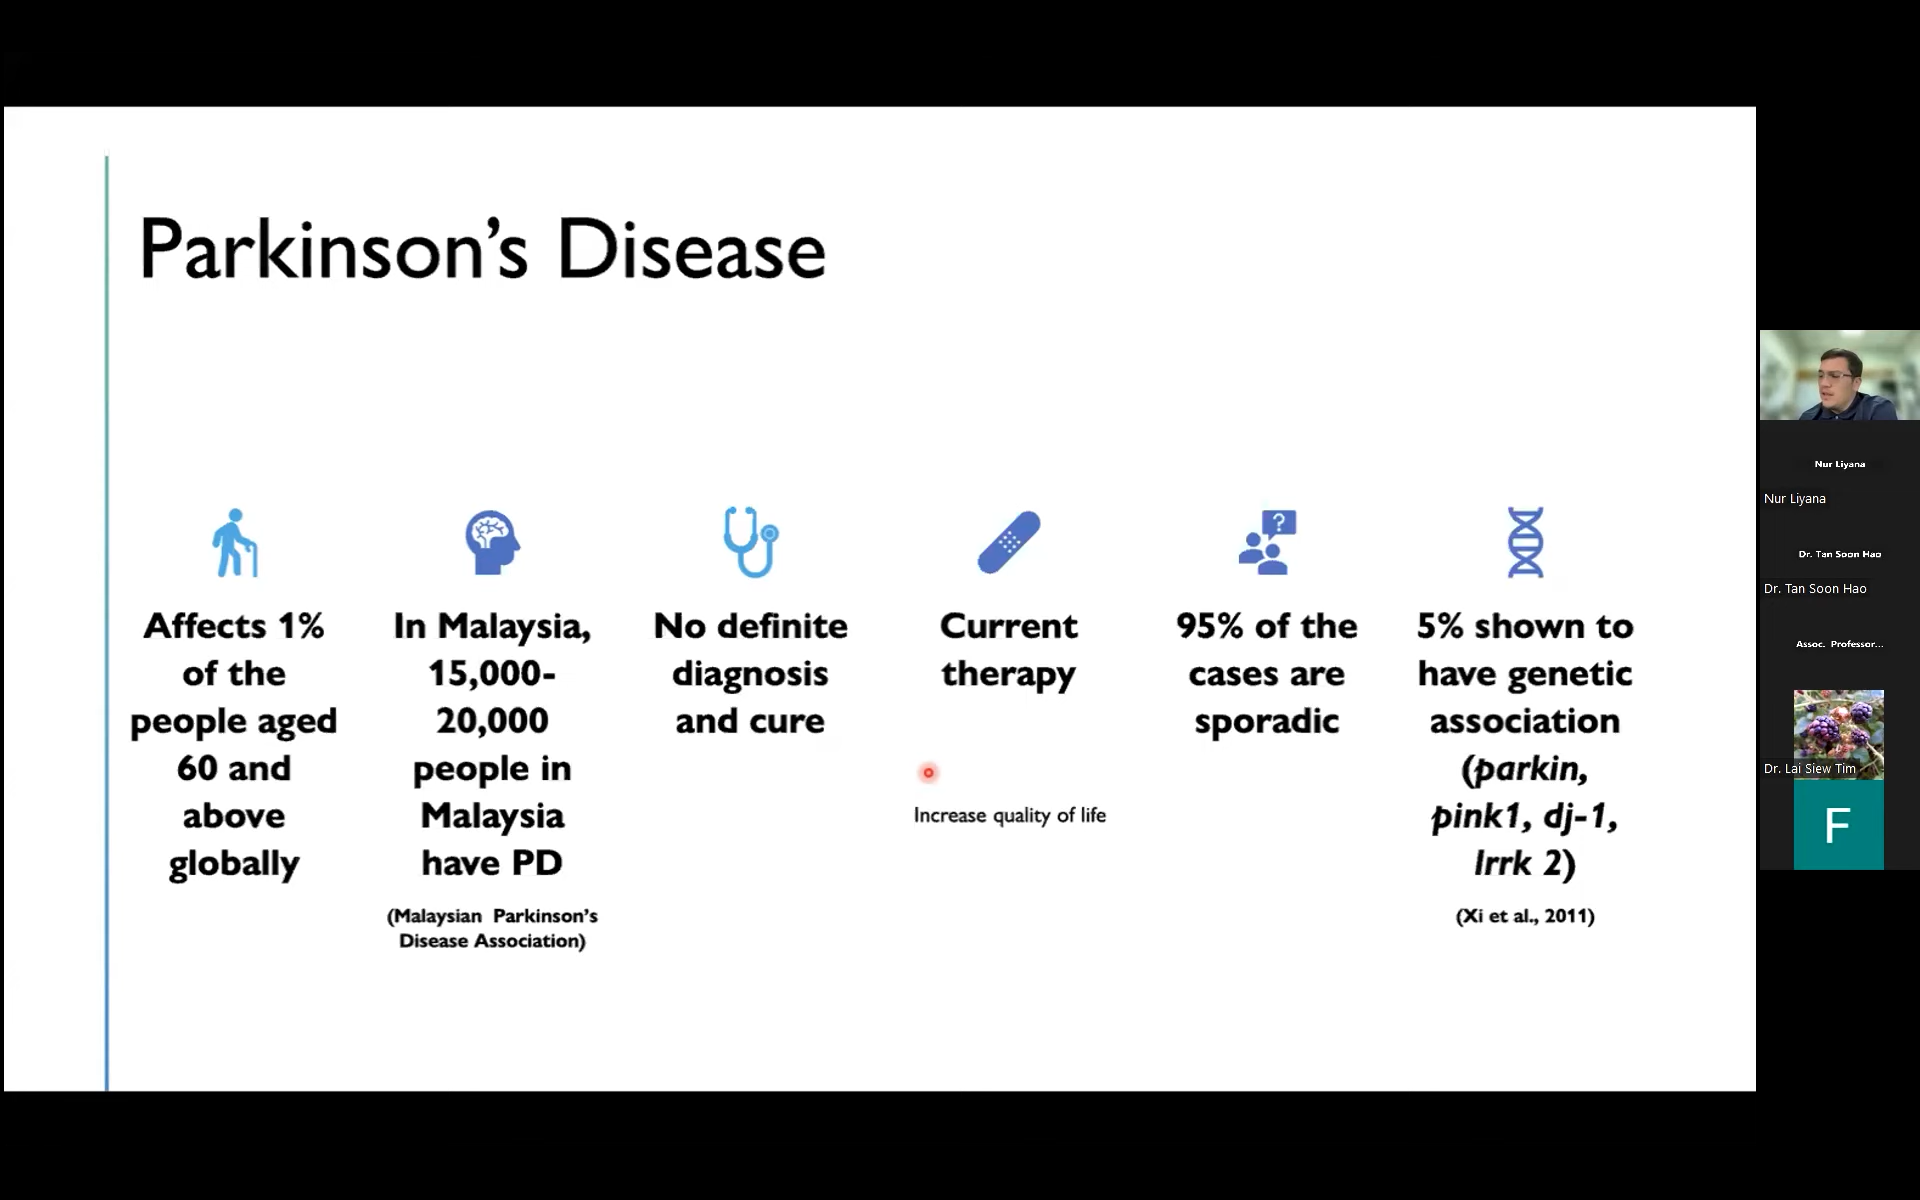 Parkinson’s Disease
Affects 1%
of the
people aged
60 and
above
globally
In Malaysia,
15,000-
20,000
people in
Malaysia
have PD
(Malaysian Parkinson’s
Disease Association)
No definite
diagnosis
and cure
Current
therapy
Increase quality of life
95% of the
cases are
sporadic
?
5% shown to
have genetic
association
(parkin,
pink1, dj-1,
lrrk 2)
(Xi et al., 2011)
Nur Liyana
Nur Liyana
Dr. Tan Soon Hao
Dr. Tan Soon Hao
Assoc. Professor...
Dr. Lai Siew Tim
F